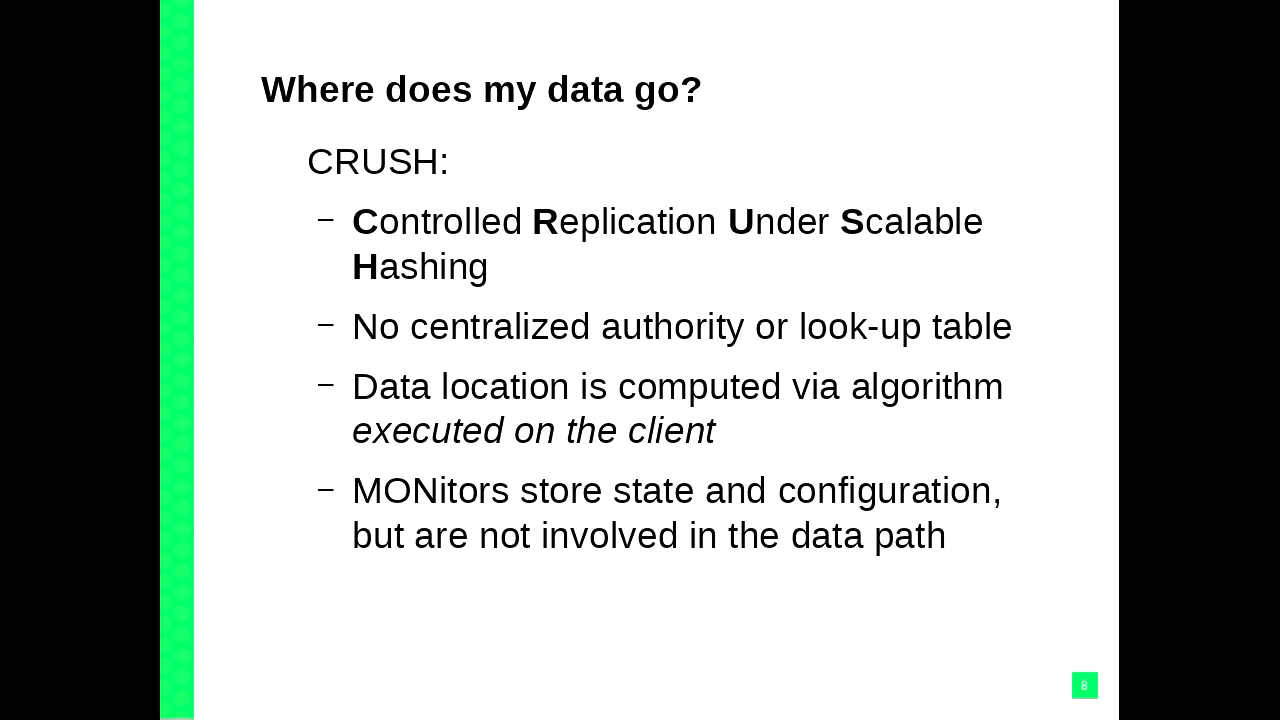 Where does my data go?
CRUSH:
– Controlled Replication Under Scalable
Hashing
– No centralized authority or look-up table
– Data location is computed via algorithm
executed on the client
– MONitors store state and configuration,
but are not involved in the data path
8